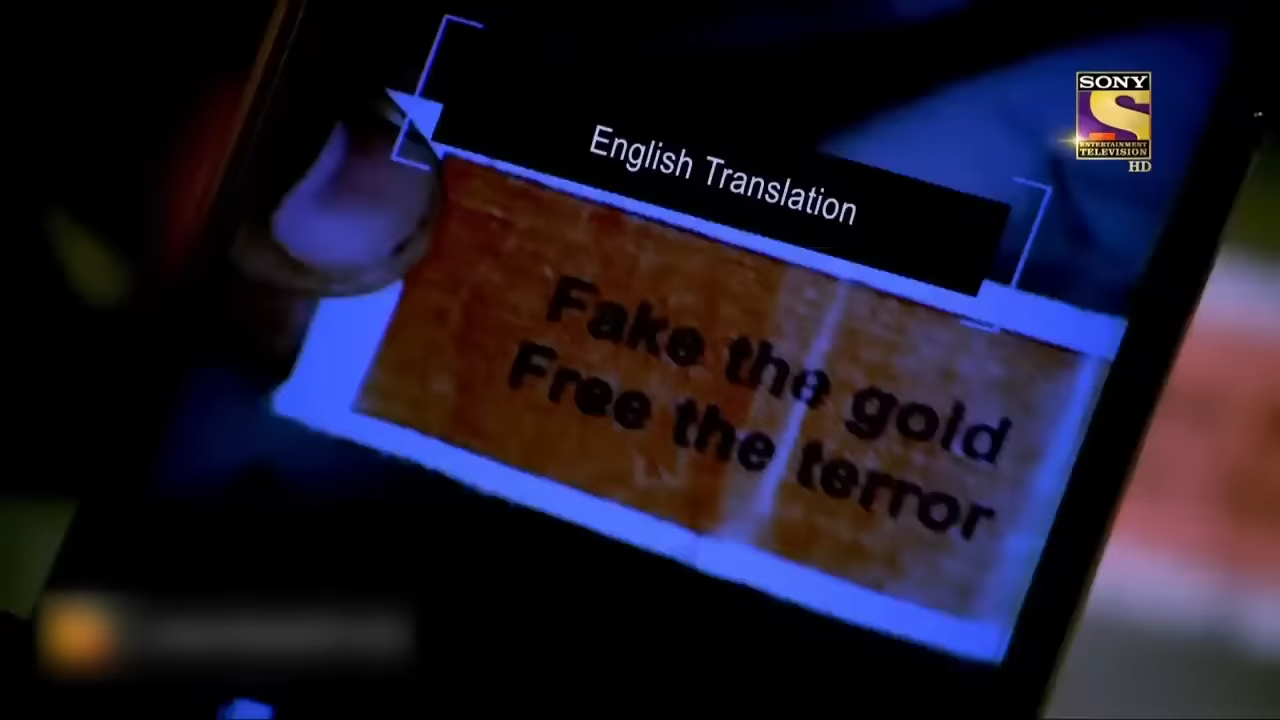 SONY
ENTERTAINMENT
TELEVISION
HD
English Translation
Fake the gold
Free the terror